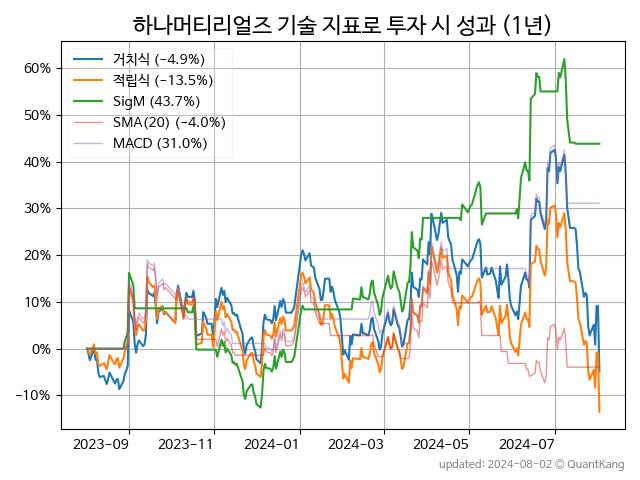 하나머티리얼즈 기술 지표로 투자 시 성과 (1년)
거치식 (−4.9%)
적립식 (−13.5%)
SigM (43.7%)
SMA(20) (−4.0%)
MACD (31.0%)
60%
50%
40%
30%
20%
10%
0%
−10%
2023-09 2023-11 2024-01 2024-03 2024-05 2024-07
updated: 2024-08-02 © QuantKang